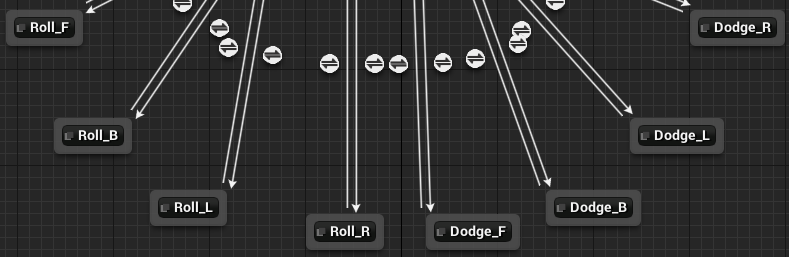 Roll_F
Dodge_R
Roll_B
Dodge_L
Roll_L
Dodge_B
Roll_R
Dodge_F